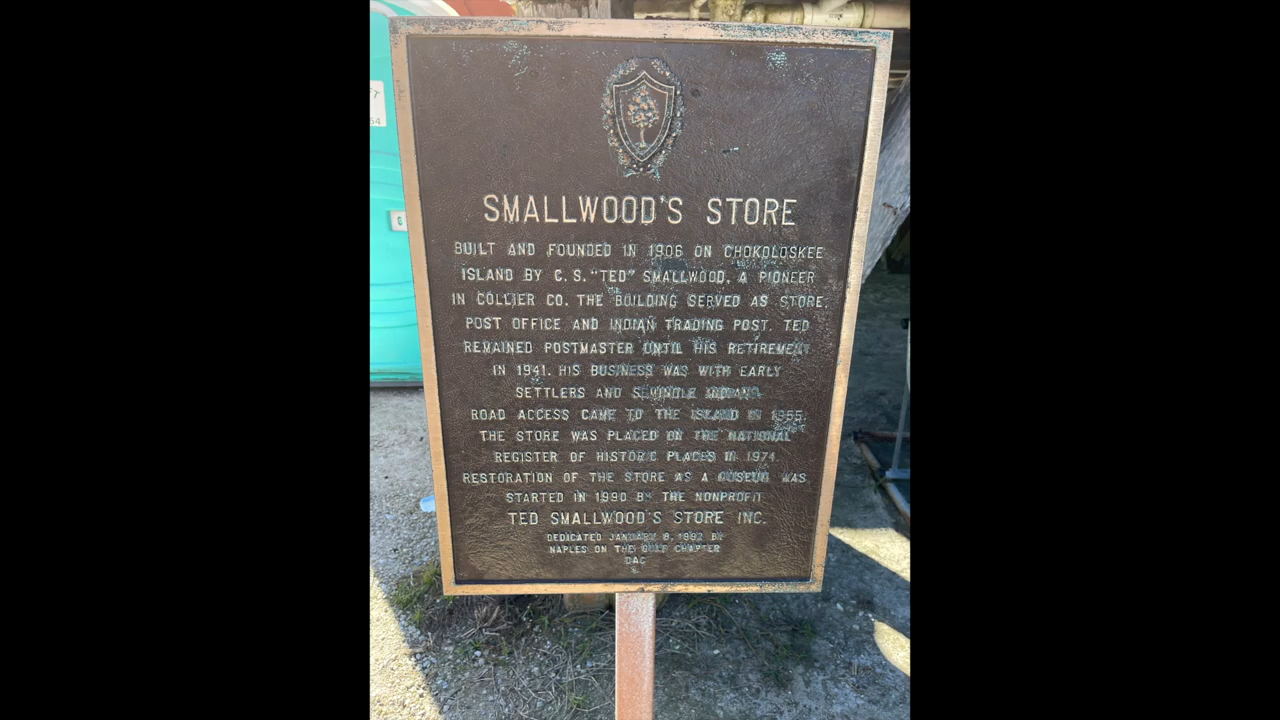 SMALLWOOD'S STORE
BUILT AND FOUNDED IN 1906 ON CHOKOLOSKEE
ISLAND BY C. S. "TED" SMALLWOOD, A PIONEER
IN COLLIER CO. THE BUILDING SERVED AS STORE,
POST OFFICE AND INDIAN TRADING POST. TED
REMAINED POSTMASTER UNTIL HIS RETIREMENT
IN 1941. HIS BUSINESS WAS WITH EARLY
SETTLERS AND SEMINOLE INDIANS.
ROAD ACCESS CAME TO THE ISLAND IN 1955.
THE STORE WAS PLACED ON THE NATIONAL
REGISTER OF HISTORIC PLACES IN 1974.
RESTORATION OF THE STORE AS A MUSEUM WAS
STARTED IN 1990 BY THE NONPROFIT
TED SMALLWOOD'S STORE INC.
DEDICATED JANUARY 8, 1992 BY
NAPLES ON THE GULF CHAPTER
DAC